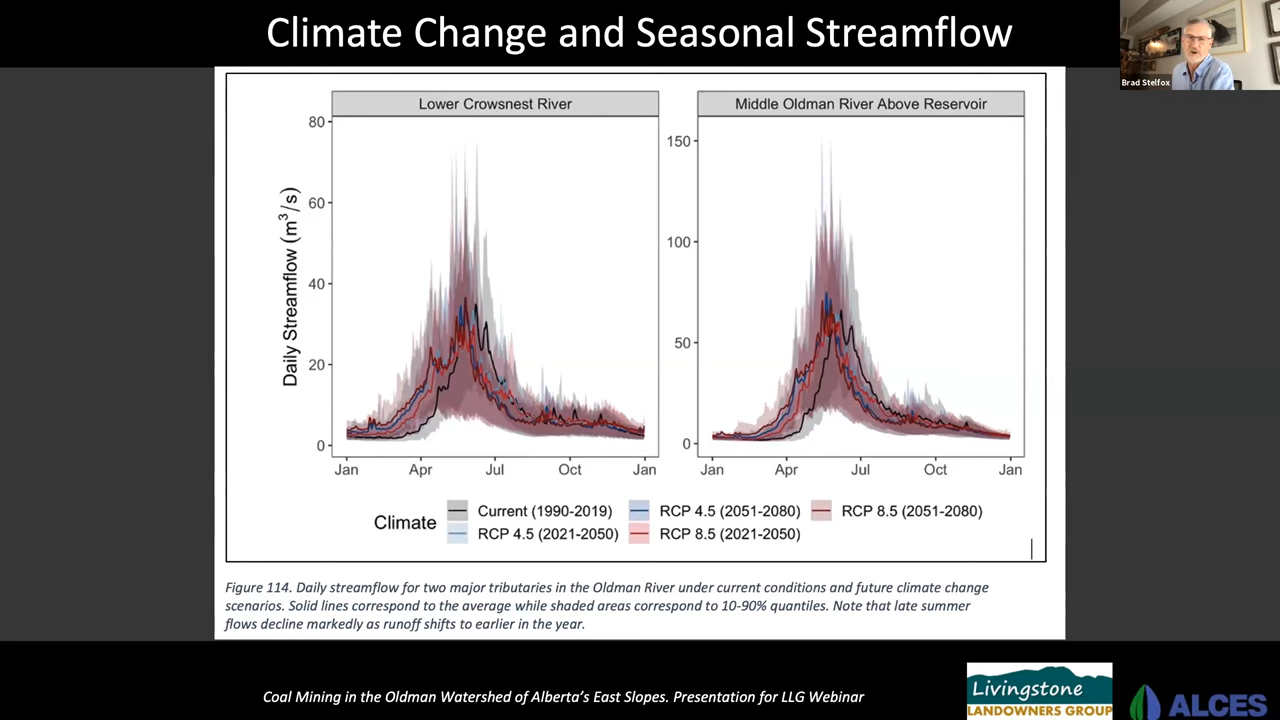 Climate Change and Seasonal Streamflow
Brad Stelfox
Lower Crowsnest River
Middle Oldman River Above Reservoir
Daily Streamflow (m³/s)
80
60
40
20
0
150
100
50
0
Jan Apr Jul Oct Jan
Jan Apr Jul Oct Jan
Climate
Current (1990-2019)
RCP 4.5 (2051-2080)
RCP 8.5 (2051-2080)
RCP 4.5 (2021-2050)
RCP 8.5 (2021-2050)
Figure 114. Daily streamflow for two major tributaries in the Oldman River under current conditions and future climate change
scenarios. Solid lines correspond to the average while shaded areas correspond to 10-90% quantiles. Note that late summer
flows decline markedly as runoff shifts to earlier in the year.
Coal Mining in the Oldman Watershed of Alberta's East Slopes. Presentation for LLG Webinar
Livingstone
LANDOWNERS GROUP
ALCES